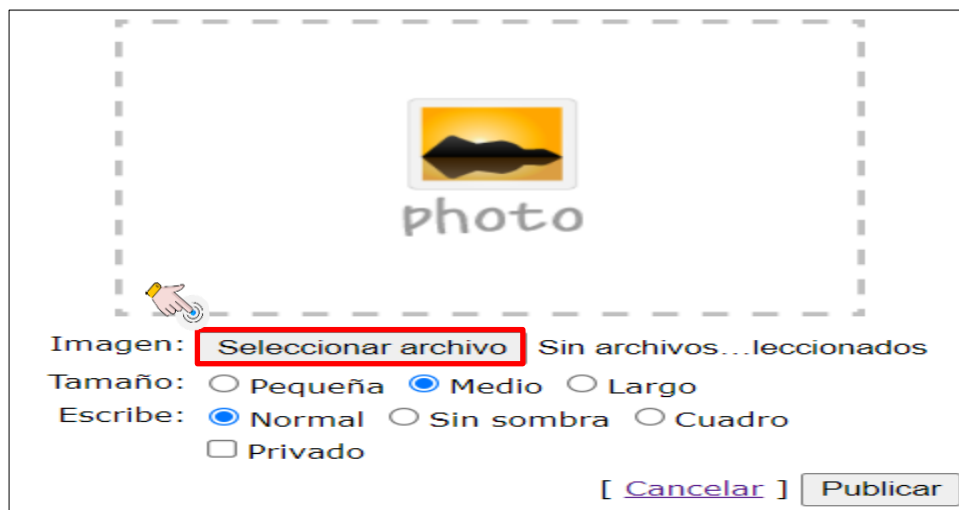 photo
Imagen: Seleccionar archivo Sin archivos...leccionados
Tamaño: Pequeña Medio Largo
Escribe: Normal Sin sombra Cuadro
Privado
[ Cancelar ] Publicar